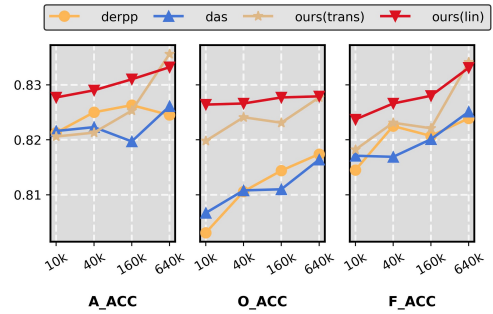 derpp das ours(trans) ours(lin)
0.83
0.82
0.81
10k 40k 160k 640k 10k 40k 160k 640k 10k 40k 160k 640k
A_ACC O_ACC F_ACC